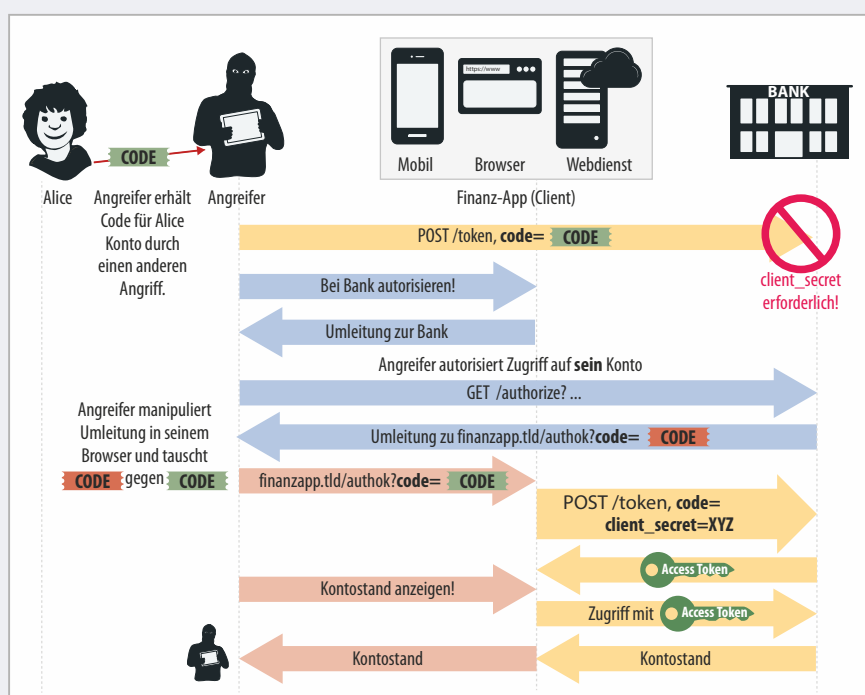 https://www
BANK
CODE
Mobil
Browser
Webdienst
Alice
Angreifer erhält
Code für Alice
Konto durch
einen anderen
Angriff.
Angreifer
Finanz-App (Client)
POST /token, code= CODE
client_secret
erforderlich!
Bei Bank autorisieren!
Umleitung zur Bank
Angreifer autorisiert Zugriff auf sein Konto
GET /authorize? ...
Angreifer manipuliert
Umleitung in seinem
Browser und tauscht
CODE gegen CODE
Umleitung zu finanzapp.tld/authok?code= CODE
finanzapp.tld/authok?code= CODE
POST /token, code=
client_secret=XYZ
Access Token
Kontostand anzeigen!
Zugriff mit Access Token
Kontostand
Kontostand